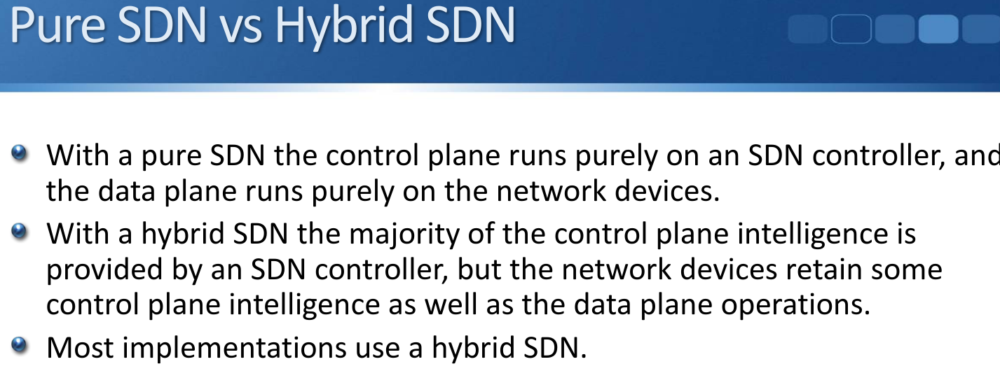 Pure SDN vs Hybrid SDN
With a pure SDN the control plane runs purely on an SDN controller, and
the data plane runs purely on the network devices.
With a hybrid SDN the majority of the control plane intelligence is
provided by an SDN controller, but the network devices retain some
control plane intelligence as well as the data plane operations.
Most implementations use a hybrid SDN.